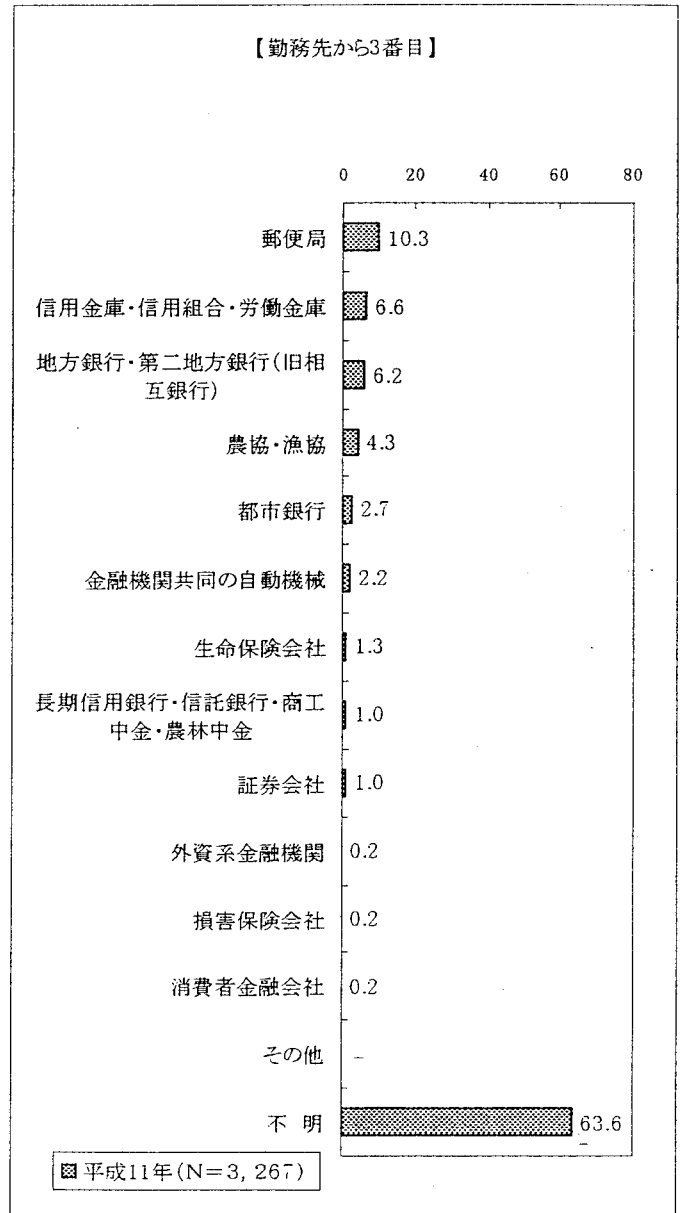 【勤務先から3番目】
0 20 40 60 80
郵便局 10.3
信用金庫・信用組合・労働金庫 6.6
地方銀行・第二地方銀行(旧相
互銀行) 6.2
農協・漁協 4.3
都市銀行 2.7
金融機関共同の自動機械 2.2
生命保険会社 1.3
長期信用銀行・信託銀行・商工
中金・農林中金 1.0
証券会社 1.0
外資系金融機関 0.2
損害保険会社 0.2
消費者金融会社 0.2
その他 -
不 明 63.6
平成11年(N=3, 267)